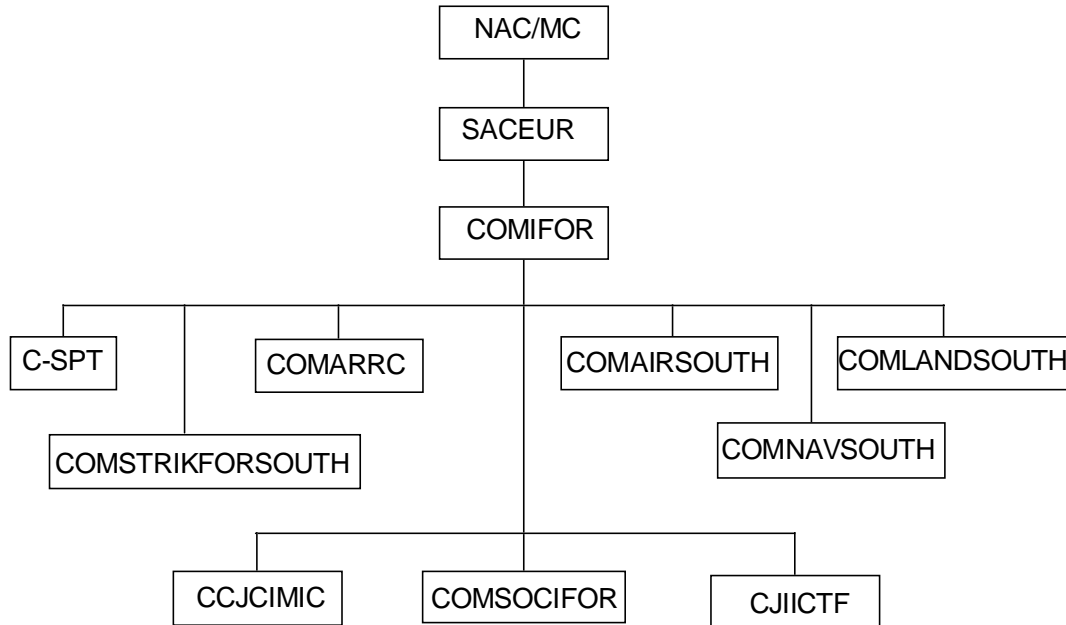 NAC/MC
SACEUR
COMIFOR
C-SPT
COMARRC
COMAIRSOUTH
COMLANDSOUTH
COMSTRIKFORSOUTH
COMNAVSOUTH
CCJCIMIC
COMSOCIFOR
CJIICTF